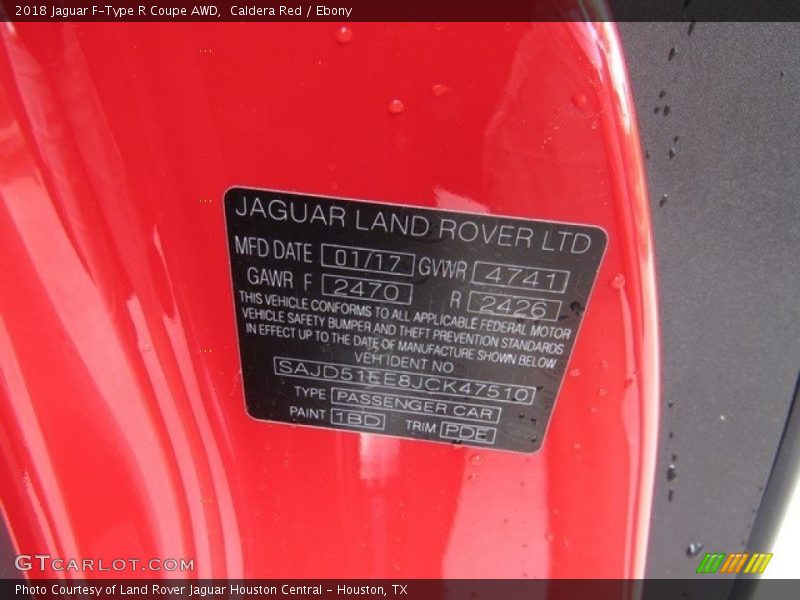 2018 Jaguar F-Type R Coupe AWD,  Caldera Red / Ebony
JAGUAR LAND ROVER LTD
MFD DATE 01/17 GVWR 4741
GAWR F 2470 R 2426
THIS VEHICLE CONFORMS TO ALL APPLICABLE FEDERAL MOTOR
VEHICLE SAFETY BUMPER AND THEFT PREVENTION STANDARDS
IN EFFECT UP TO THE DATE OF MANUFACTURE SHOWN BELOW
VEH IDENT NO
SAJD51EE8JCK47510
TYPE PASSENGER CAR
PAINT 1BD TRIM PDE
GTCARLOT.COM
Photo Courtesy of Land Rover Jaguar Houston Central - Houston, TX